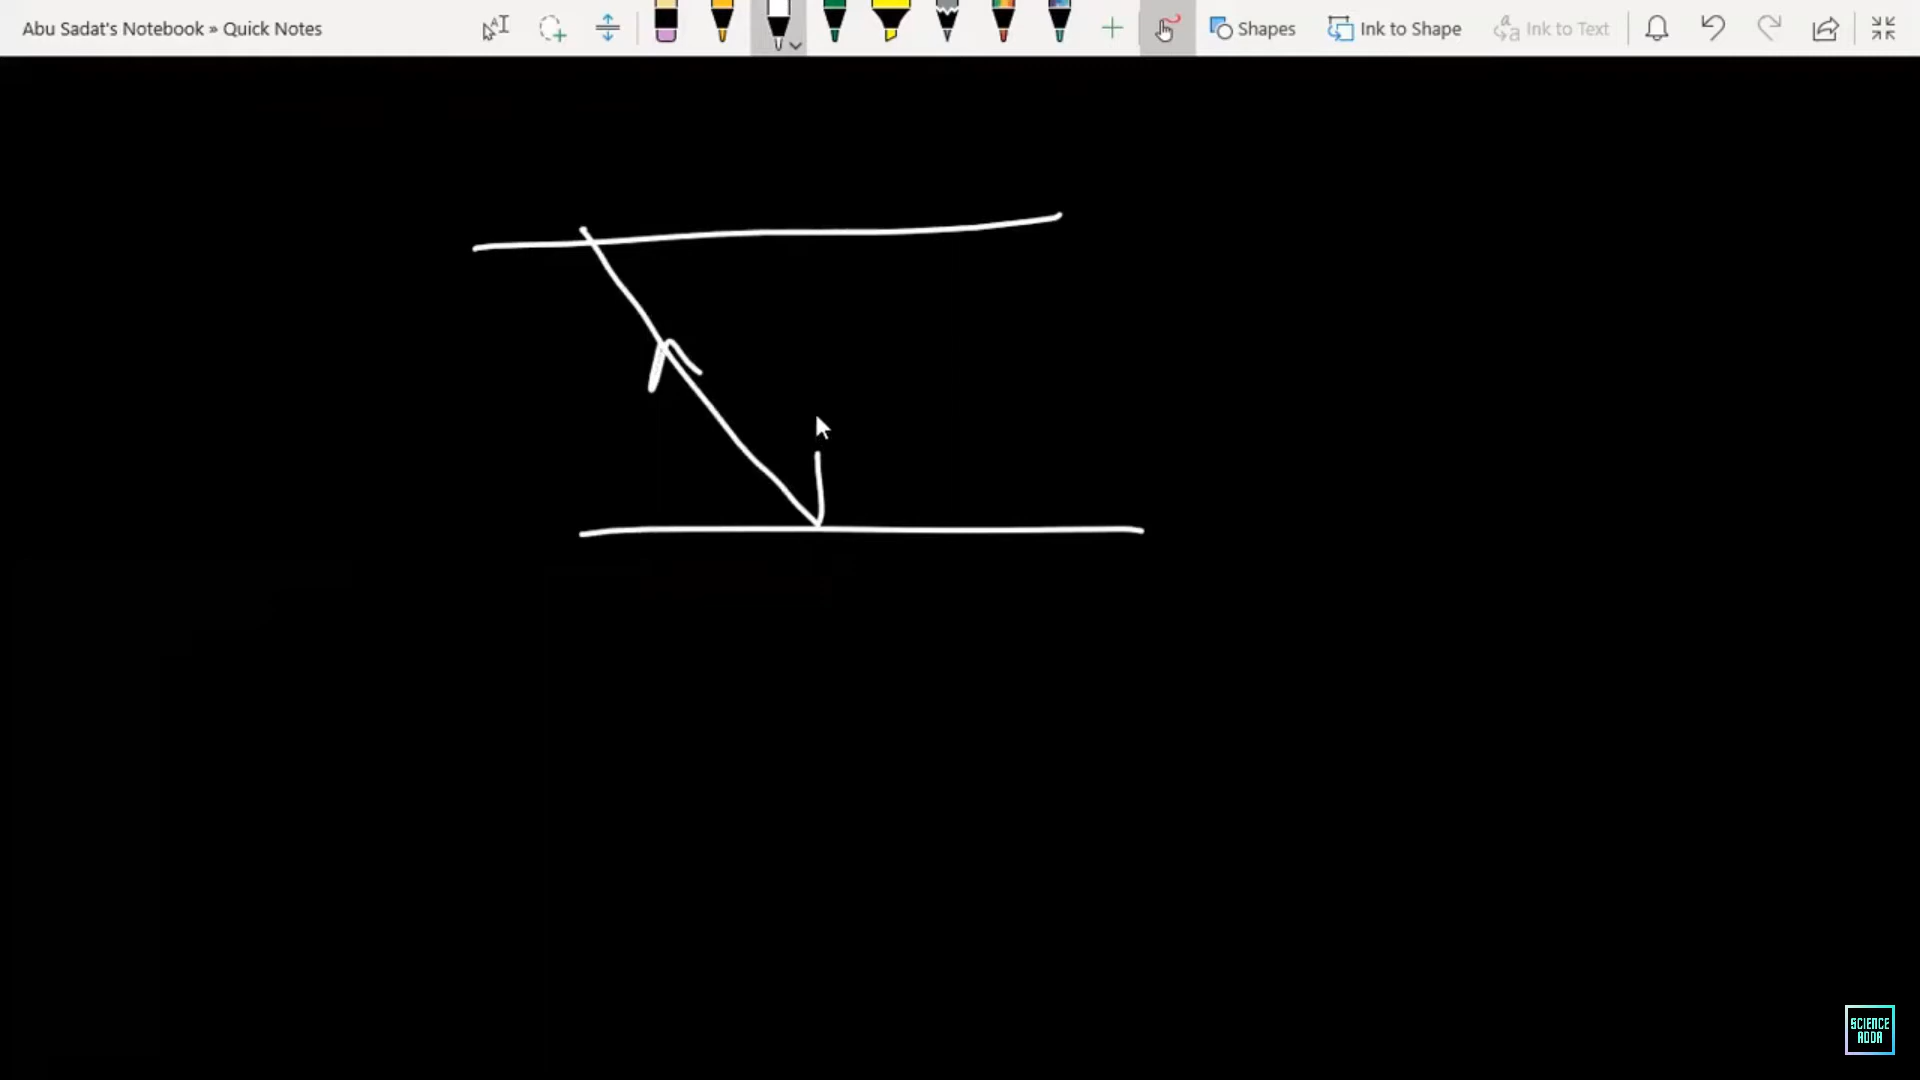 Abu Sadat's Notebook » Quick Notes
Shapes
Ink to Shape
Ink to Text
SCIENCE
ADDA